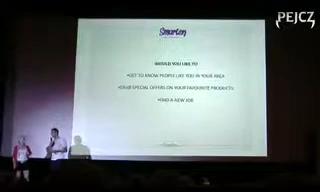 PEJCZ
Smarten
WOULD YOU LIKE TO
•GET TO KNOW PEOPLE LIKE YOU IN YOUR AREA
SPECIAL OFFERS ON YOUR FAVOURITE PRODUCTS
•FIND A NEW JOB